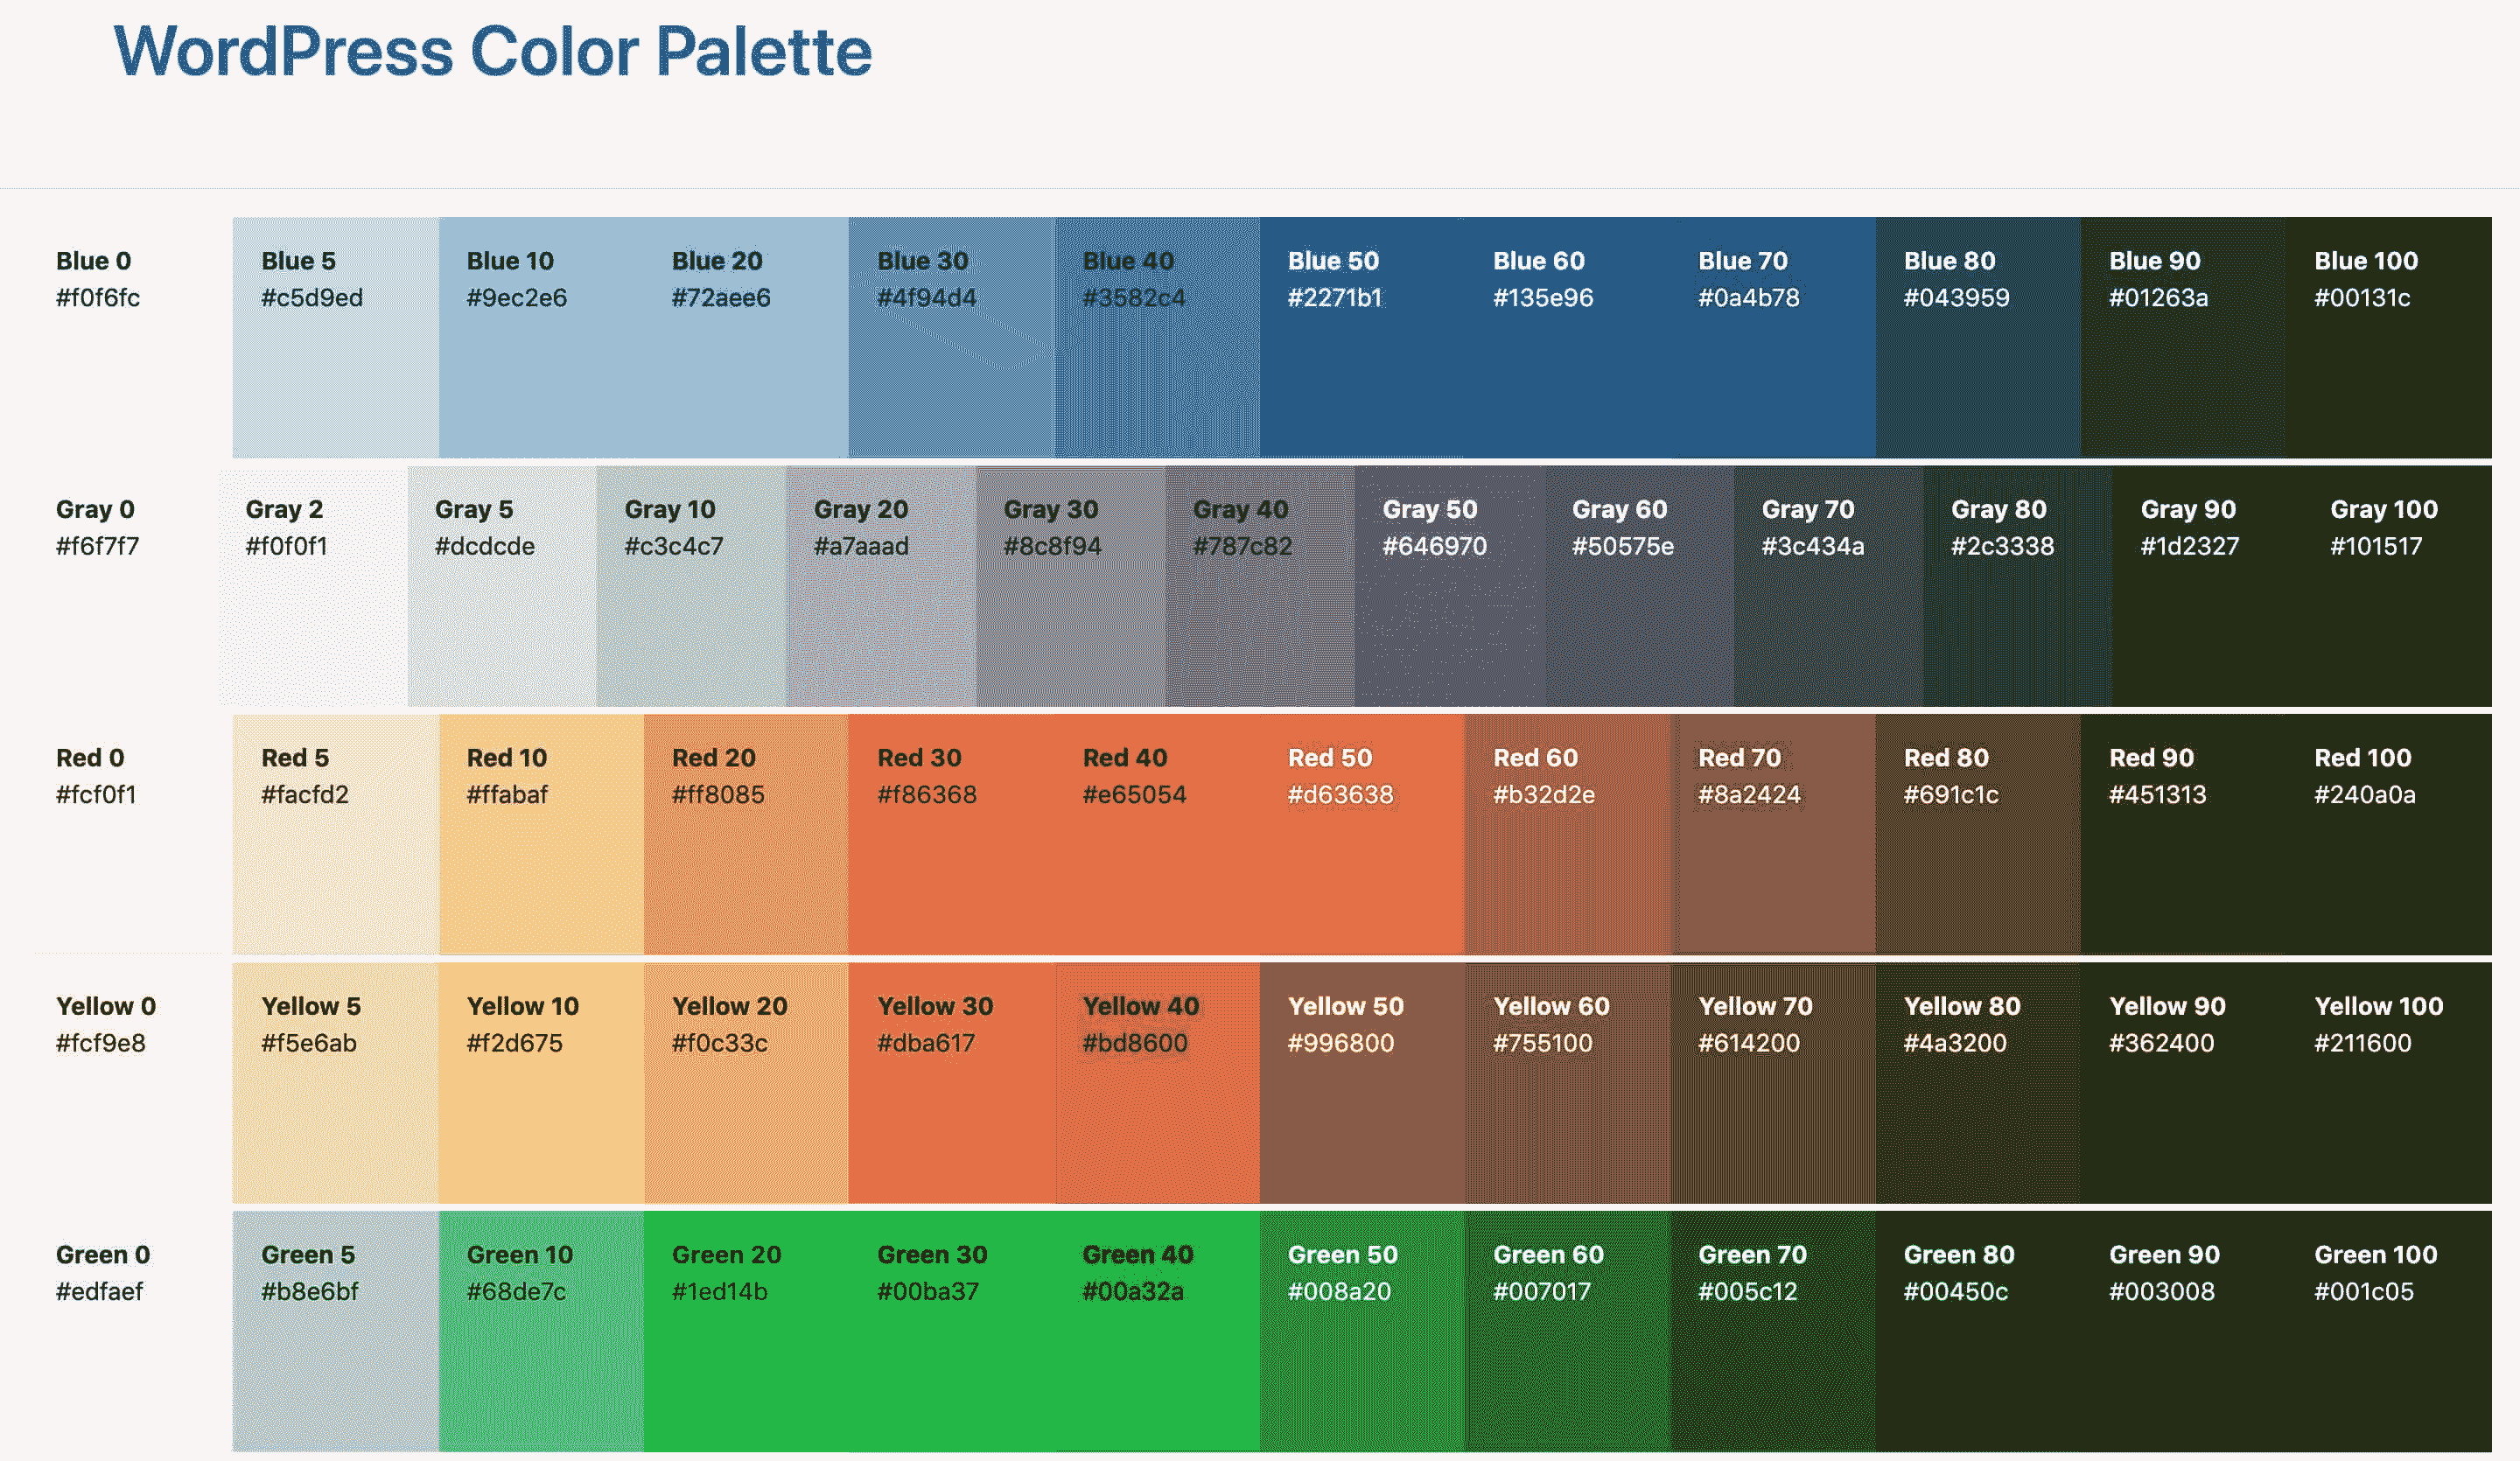 WordPress Color Palette
Blue 0 Blue 5 Blue 10 Blue 20 Blue 30 Blue 40 Blue 50 Blue 60 Blue 70 Blue 80 Blue 90 Blue 100
#f0f6fc #c5d9ed #9ec2e6 #72aee6 #4f94d4 #3582c4 #2271b1 #135e96 #0a4b78 #043959 #01263a #00131c
Gray 0 Gray 2 Gray 5 Gray 10 Gray 20 Gray 30 Gray 40 Gray 50 Gray 60 Gray 70 Gray 80 Gray 90 Gray 100
#f6f7f7 #f0f0f1 #dcdcde #c3c4c7 #a7aaad #8c8f94 #787c82 #646970 #50575e #3c434a #2c3338 #1d2327 #101517
Red 0 Red 5 Red 10 Red 20 Red 30 Red 40 Red 50 Red 60 Red 70 Red 80 Red 90 Red 100
#fcf0f1 #facfd2 #ffabaf #ff8085 #f86368 #e65054 #d63638 #b32d2e #8a2424 #691c1c #451313 #240a0a
Yellow 0 Yellow 5 Yellow 10 Yellow 20 Yellow 30 Yellow 40 Yellow 50 Yellow 60 Yellow 70 Yellow 80 Yellow 90 Yellow 100
#fcf9e8 #f5e6ab #f2d675 #f0c33c #dba617 #bd8600 #996800 #755100 #614200 #4a3200 #362400 #211600
Green 0 Green 5 Green 10 Green 20 Green 30 Green 40 Green 50 Green 60 Green 70 Green 80 Green 90 Green 100
#edfaef #b8e6bf #68de7c #1ed14b #00ba37 #00a32a #008a20 #007017 #005c12 #00450c #003008 #001c05